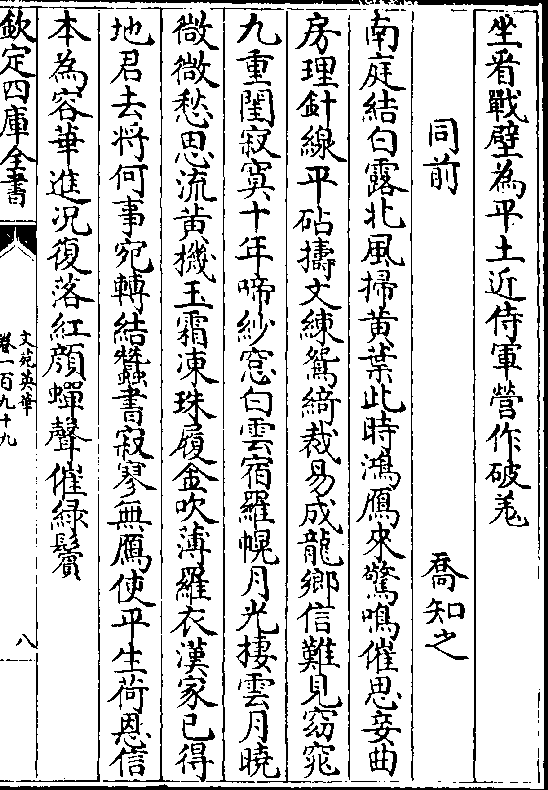 坐看戰壁為平土近侍軍營作破羌
同前 喬知之
南庭結白露北風掃黄葉此時鴻鴈來驚鳴催思妾曲
房理針線平砧擣文練鴛綺裁易成龍鄉信難見窈窕
九重閨寂寞十年啼紗窓白雲宿羅幌月光棲雲月曉
微微愁思流黄機玉霜凍珠履金吹薄羅衣漢家已得
地君去将何事宛轉結蠶書寂寥無鴈使平生荷恩信
本為容華進况復落紅顔蟬聲催緑鬢
欽定四庫全書
文苑英華
卷一百九十九
八